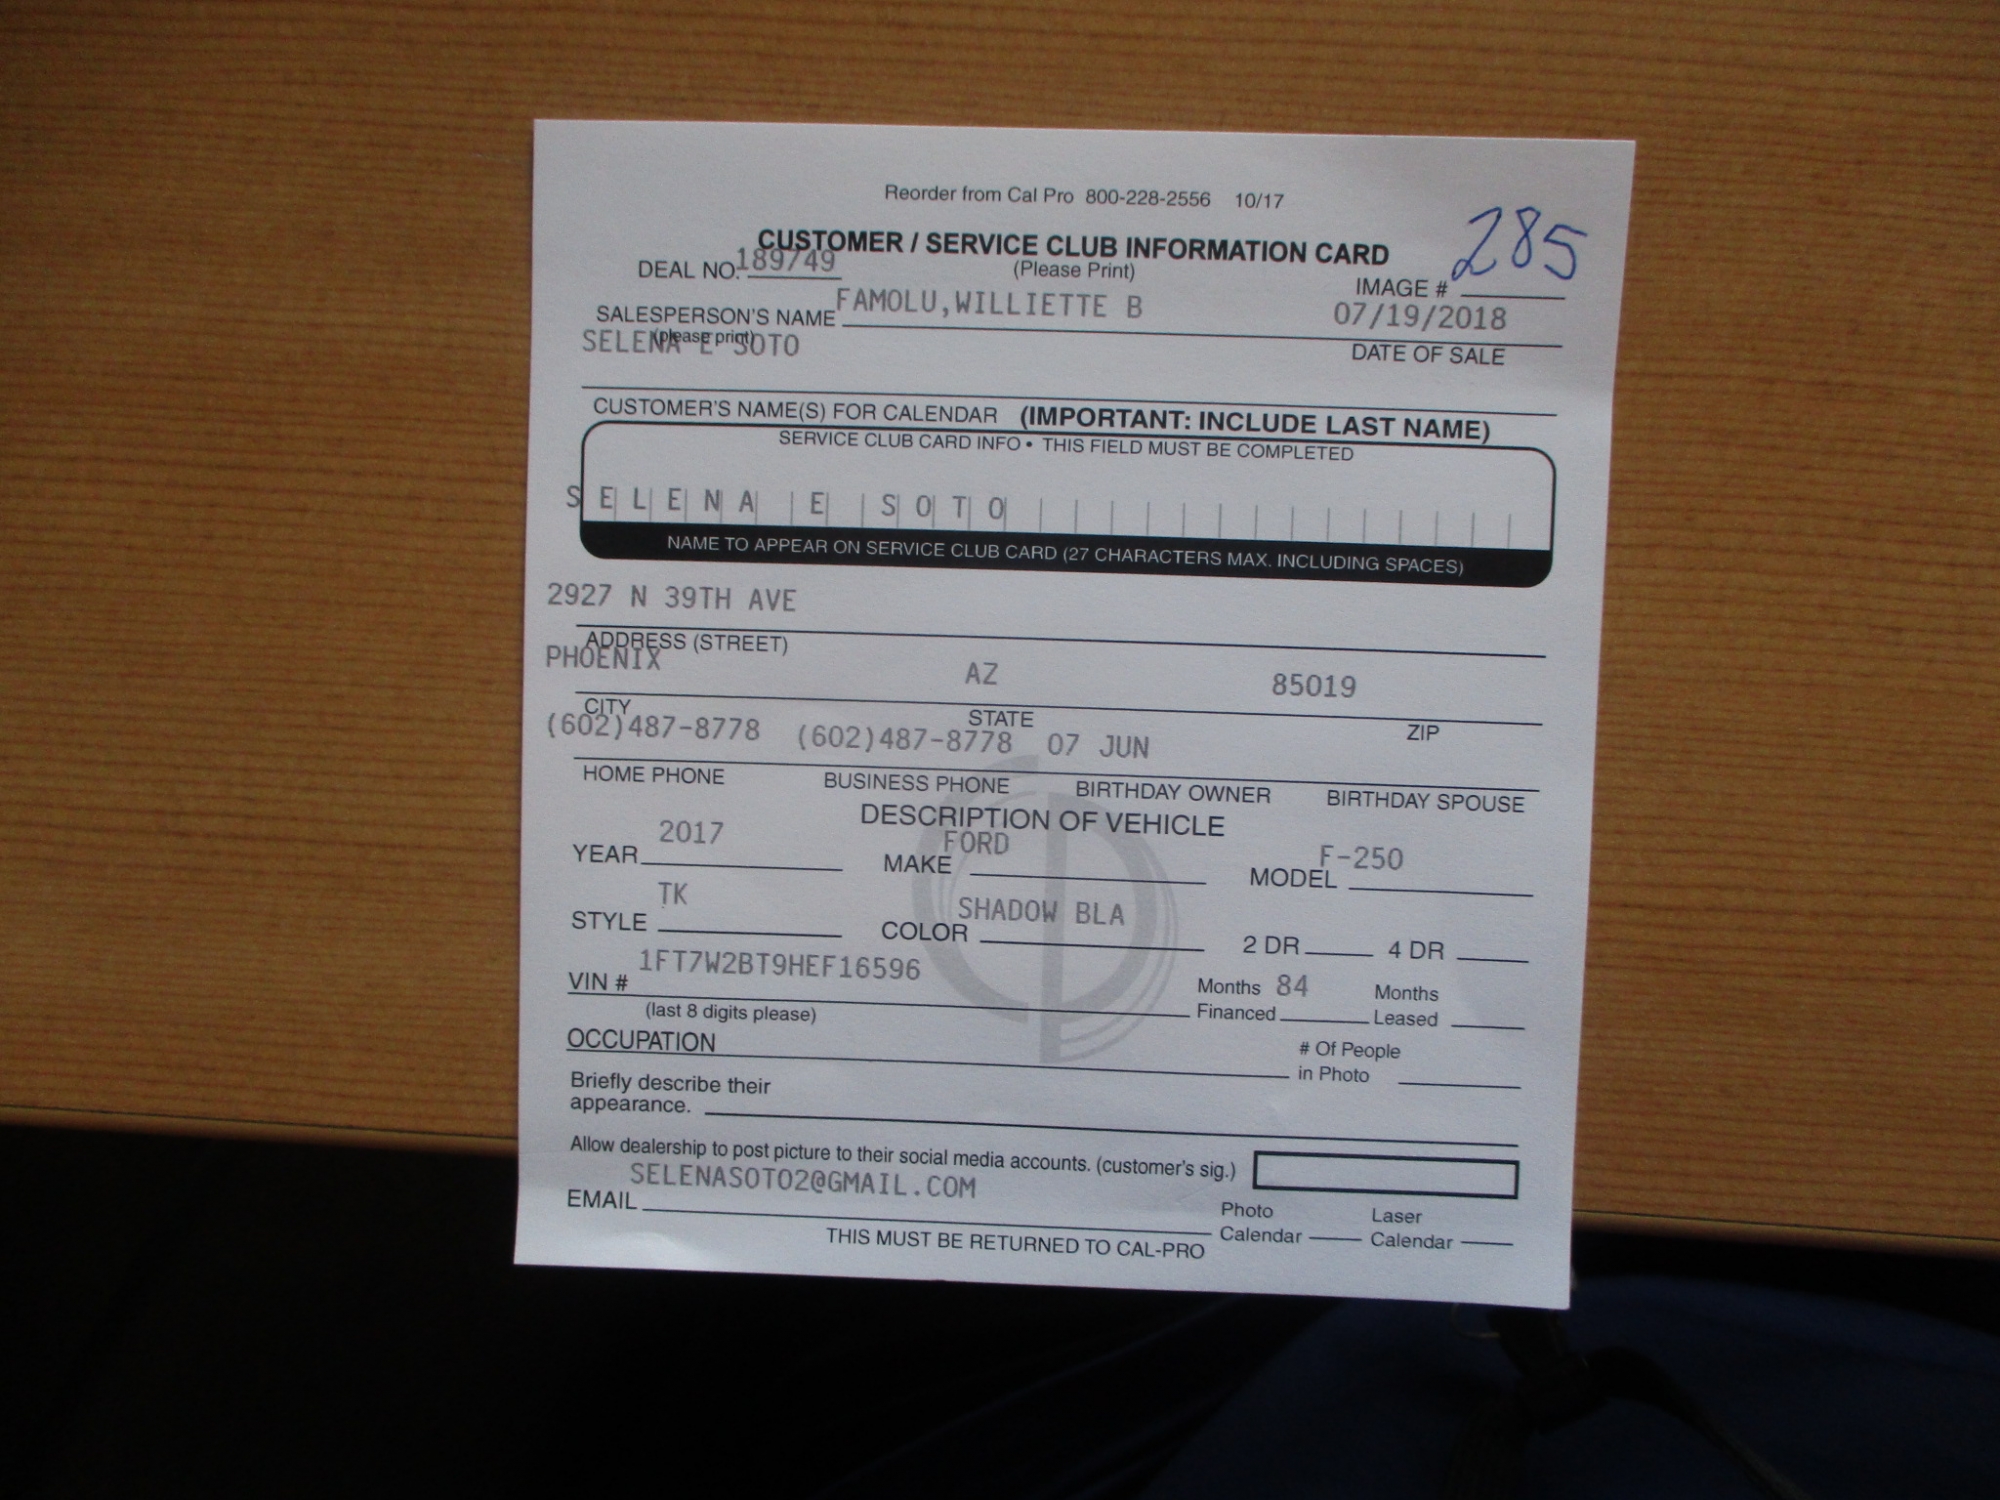 Reorder from Cal Pro 800-228-2556 10/17
CUSTOMER / SERVICE CLUB INFORMATION CARD
(Please Print)
DEAL NO. 189749
IMAGE # 285
SALESPERSON'S NAME FAMOLU,WILLIETTE B 07/19/2018
(please print) DATE OF SALE
SELENA E SOTO
CUSTOMER'S NAME(S) FOR CALENDAR (IMPORTANT: INCLUDE LAST NAME)
SERVICE CLUB CARD INFO • THIS FIELD MUST BE COMPLETED
SELENA E SOTO
NAME TO APPEAR ON SERVICE CLUB CARD (27 CHARACTERS MAX. INCLUDING SPACES)
2927 N 39TH AVE
ADDRESS (STREET)
PHOENIX AZ 85019
CITY STATE ZIP
(602)487-8778 (602)487-8778 07 JUN
HOME PHONE BUSINESS PHONE BIRTHDAY OWNER BIRTHDAY SPOUSE
DESCRIPTION OF VEHICLE
YEAR 2017 MAKE FORD MODEL F-250
STYLE TK COLOR SHADOW BLA 2 DR 4 DR
VIN # 1FT7W2BT9HEF16596 Months Financed 84 Months Leased
(last 8 digits please)
OCCUPATION # Of People in Photo
Briefly describe their
appearance.
Allow dealership to post picture to their social media accounts. (customer's sig.)
EMAIL SELENASOTO2@GMAIL.COM Photo Calendar Laser Calendar
THIS MUST BE RETURNED TO CAL-PRO